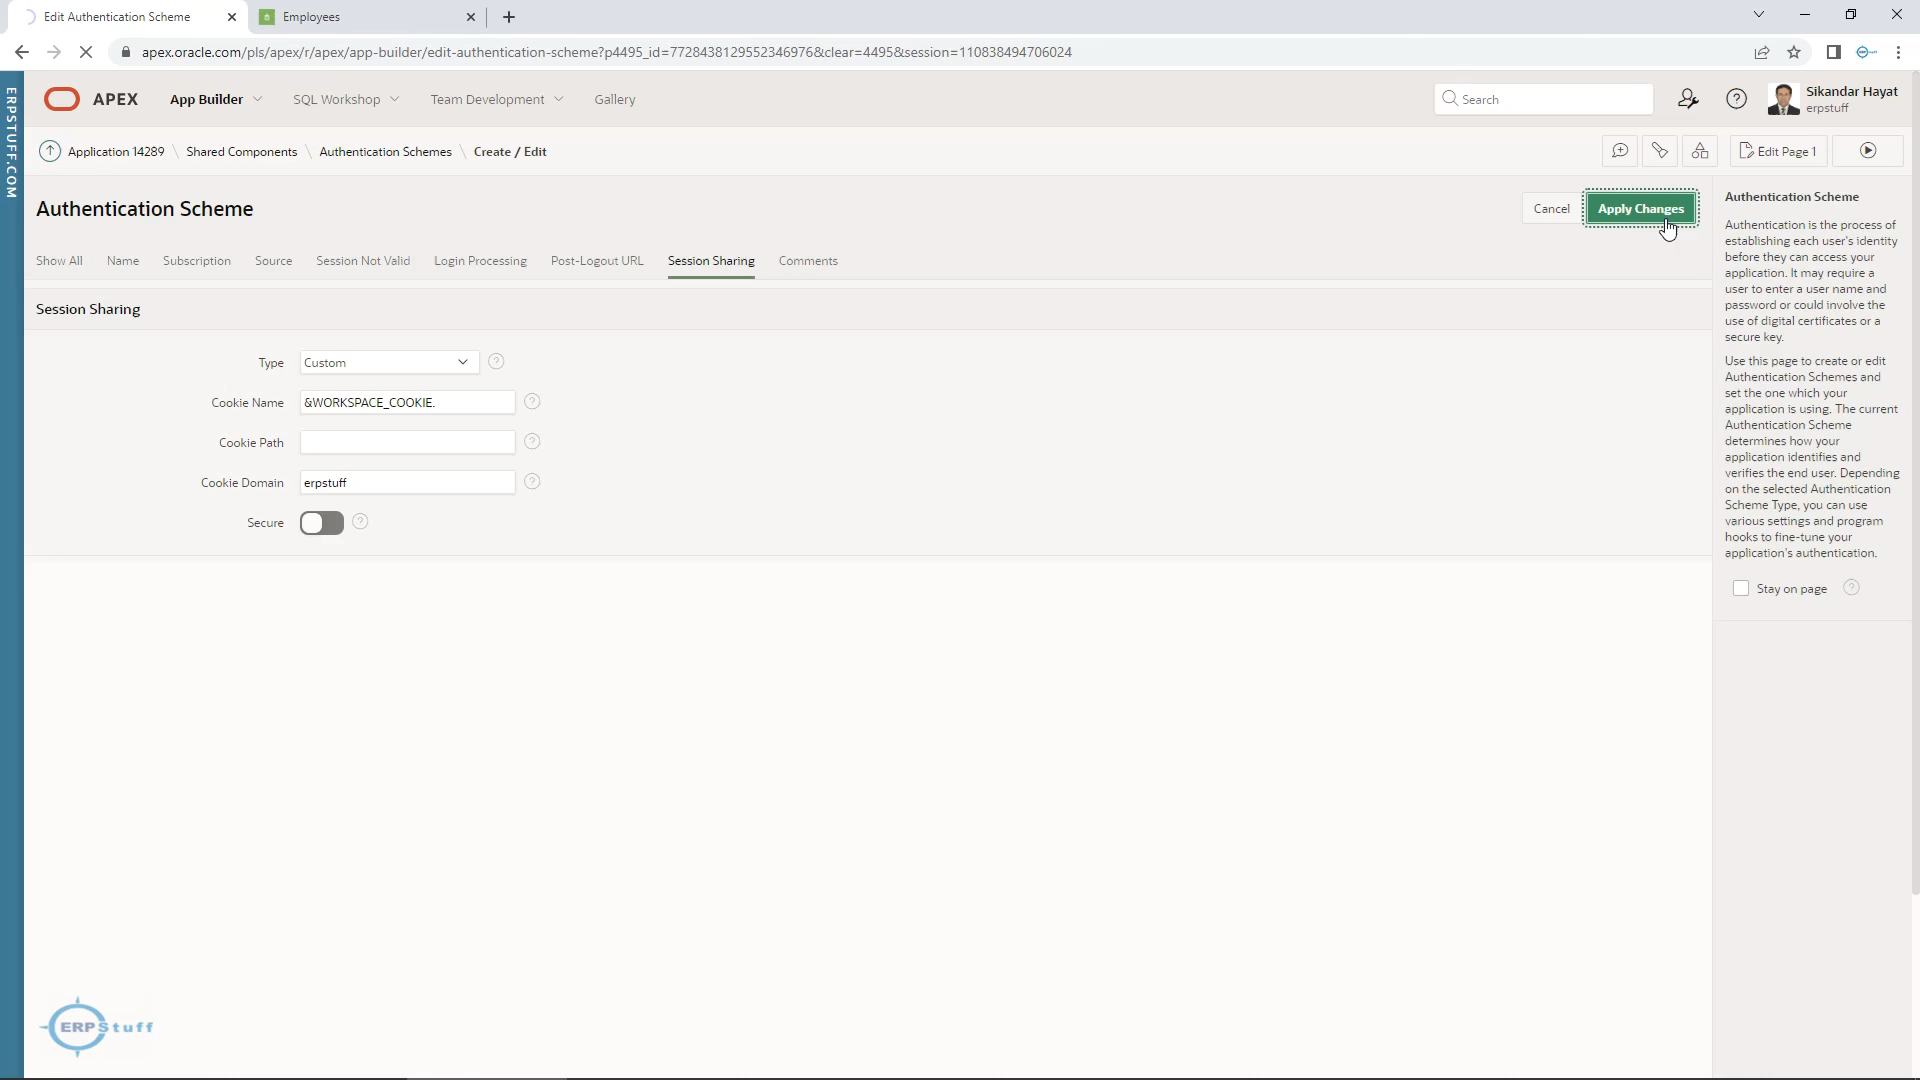 Edit Authentication Scheme
Employees
apex.oracle.com/pls/apex/r/apex/app-builder/edit-authentication-scheme?p4495_id=7728438129552346976&clear=4495&session=110838494706024
ERPSTUFF.COM
APEX
App Builder
SQL Workshop
Team Development
Gallery
Search
Sikandar Hayat
erpstuff
Application 14289 \ Shared Components \ Authentication Schemes \ Create / Edit
Edit Page 1
Authentication Scheme
Cancel
Apply Changes
Show All
Name
Subscription
Source
Session Not Valid
Login Processing
Post-Logout URL
Session Sharing
Comments
Session Sharing
Type
Custom
Cookie Name
&WORKSPACE_COOKIE.
Cookie Path
Cookie Domain
erpstuff
Secure
Authentication Scheme
Authentication is the process of
establishing each user's identity
before they can access your
application. It may require a
user to enter a user name and
password or could involve the
use of digital certificates or a
secure key.
Use this page to create or edit
Authentication Schemes and
set the one which your
application is using. The current
Authentication Scheme
determines how your
application identifies and
verifies the end user. Depending
on the selected Authentication
Scheme Type, you can use
various settings and program
hooks to fine-tune your
application's authentication.
Stay on page
ERPStuff